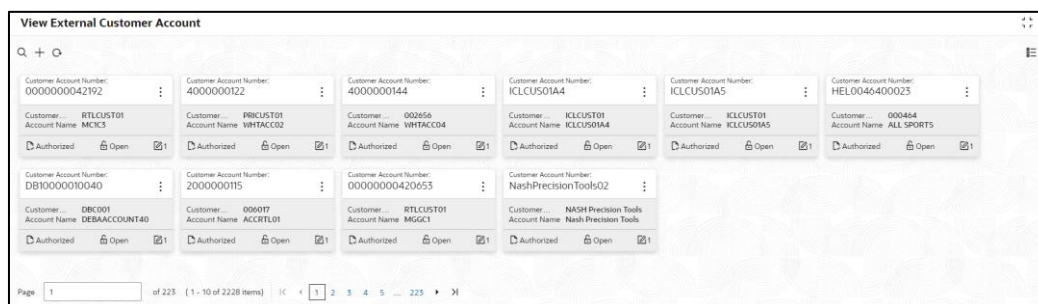 View External Customer Account
Customer Account Number:
0000000042192
Customer... RTLCUST01
Account Name MC1C3
Authorized Open 1
Customer Account Number:
4000000122
Customer... PRICUST01
Account Name WHTACC02
Authorized Open 1
Customer Account Number:
4000000144
Customer... 002656
Account Name WHTACC04
Authorized Open 1
Customer Account Number:
ICLCUS01A4
Customer... ICLCUST01
Account Name ICLCUS01A4
Authorized Open 1
Customer Account Number:
ICLCUS01A5
Customer... ICLCUST01
Account Name ICLCUS01A5
Authorized Open 1
Customer Account Number:
HEL0046400023
Customer... 000464
Account Name ALL SPORTS
Authorized Open 1
Customer Account Number:
DB10000010040
Customer... DBC001
Account Name DEBAACCOUNT40
Authorized Open 1
Customer Account Number:
2000000115
Customer... 006017
Account Name ACCRTL01
Authorized Open 1
Customer Account Number:
00000000420653
Customer... RTLCUST01
Account Name MGGC1
Authorized Open 1
Customer Account Number:
NashPrecisionTools02
Customer... NASH Precision Tools
Account Name Nash Precision Tools
Authorized Open 1
Page 1 of 223 (1 - 10 of 2228 items) 1 2 3 4 5 ... 223